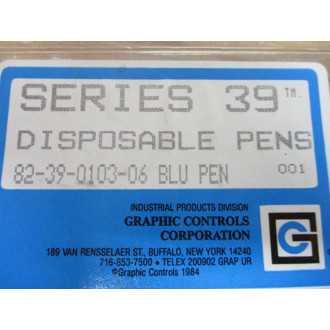 SERIES 39 TM.
DISPOSABLE PENS
82-39-0103-06 BLU PEN 001
INDUSTRIAL PRODUCTS DIVISION
GRAPHIC CONTROLS
CORPORATION
189 VAN RENSSELAER ST., BUFFALO, NEW YORK 14240
716-853-7500 • TELEX 200902 GRAP UR
©Graphic Controls 1984